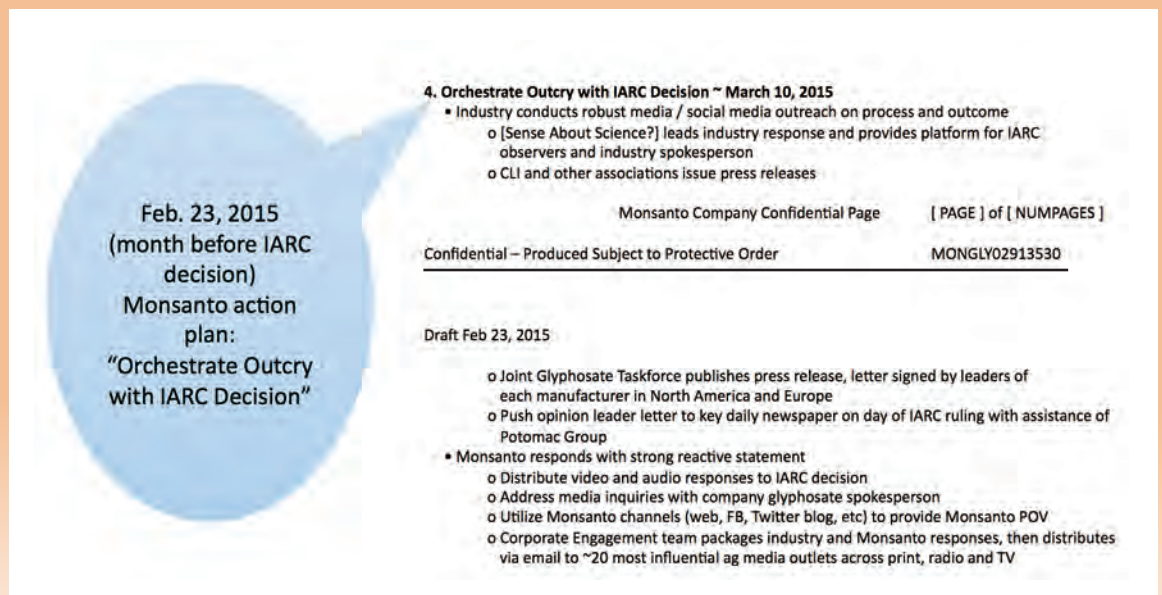 Feb. 23, 2015
(month before IARC
decision)
Monsanto action
plan:
“Orchestrate Outcry
with IARC Decision”
4. Orchestrate Outcry with IARC Decision ~ March 10, 2015
▪ Industry conducts robust media / social media outreach on process and outcome
o [Sense About Science?] leads industry response and provides platform for IARC
observers and industry spokesperson
o CLI and other associations issue press releases
Monsanto Company Confidential Page [ PAGE ] of [ NUMPAGES ]
Confidential – Produced Subject to Protective Order MONGLY02913530
Draft Feb 23, 2015
o Joint Glyphosate Taskforce publishes press release, letter signed by leaders of
each manufacturer in North America and Europe
o Push opinion leader letter to key daily newspaper on day of IARC ruling with assistance of
Potomac Group
▪ Monsanto responds with strong reactive statement
o Distribute video and audio responses to IARC decision
o Address media inquiries with company glyphosate spokesperson
o Utilize Monsanto channels (web, FB, Twitter blog, etc) to provide Monsanto POV
o Corporate Engagement team packages industry and Monsanto responses, then distributes
via email to ~20 most influential ag media outlets across print, radio and TV